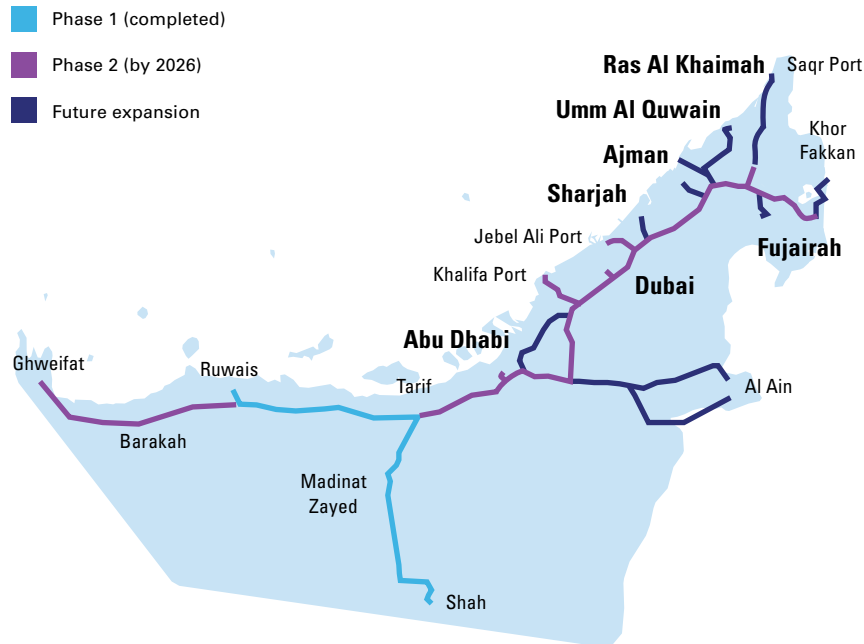 Phase 1 (completed)
Phase 2 (by 2026)
Future expansion
Ras Al Khaimah
Saqr Port
Umm Al Quwain
Khor
Fakkan
Ajman
Sharjah
Jebel Ali Port
Fujairah
Khalifa Port
Dubai
Abu Dhabi
Ghweifat
Ruwais
Tarif
Al Ain
Barakah
Madinat
Zayed
Shah